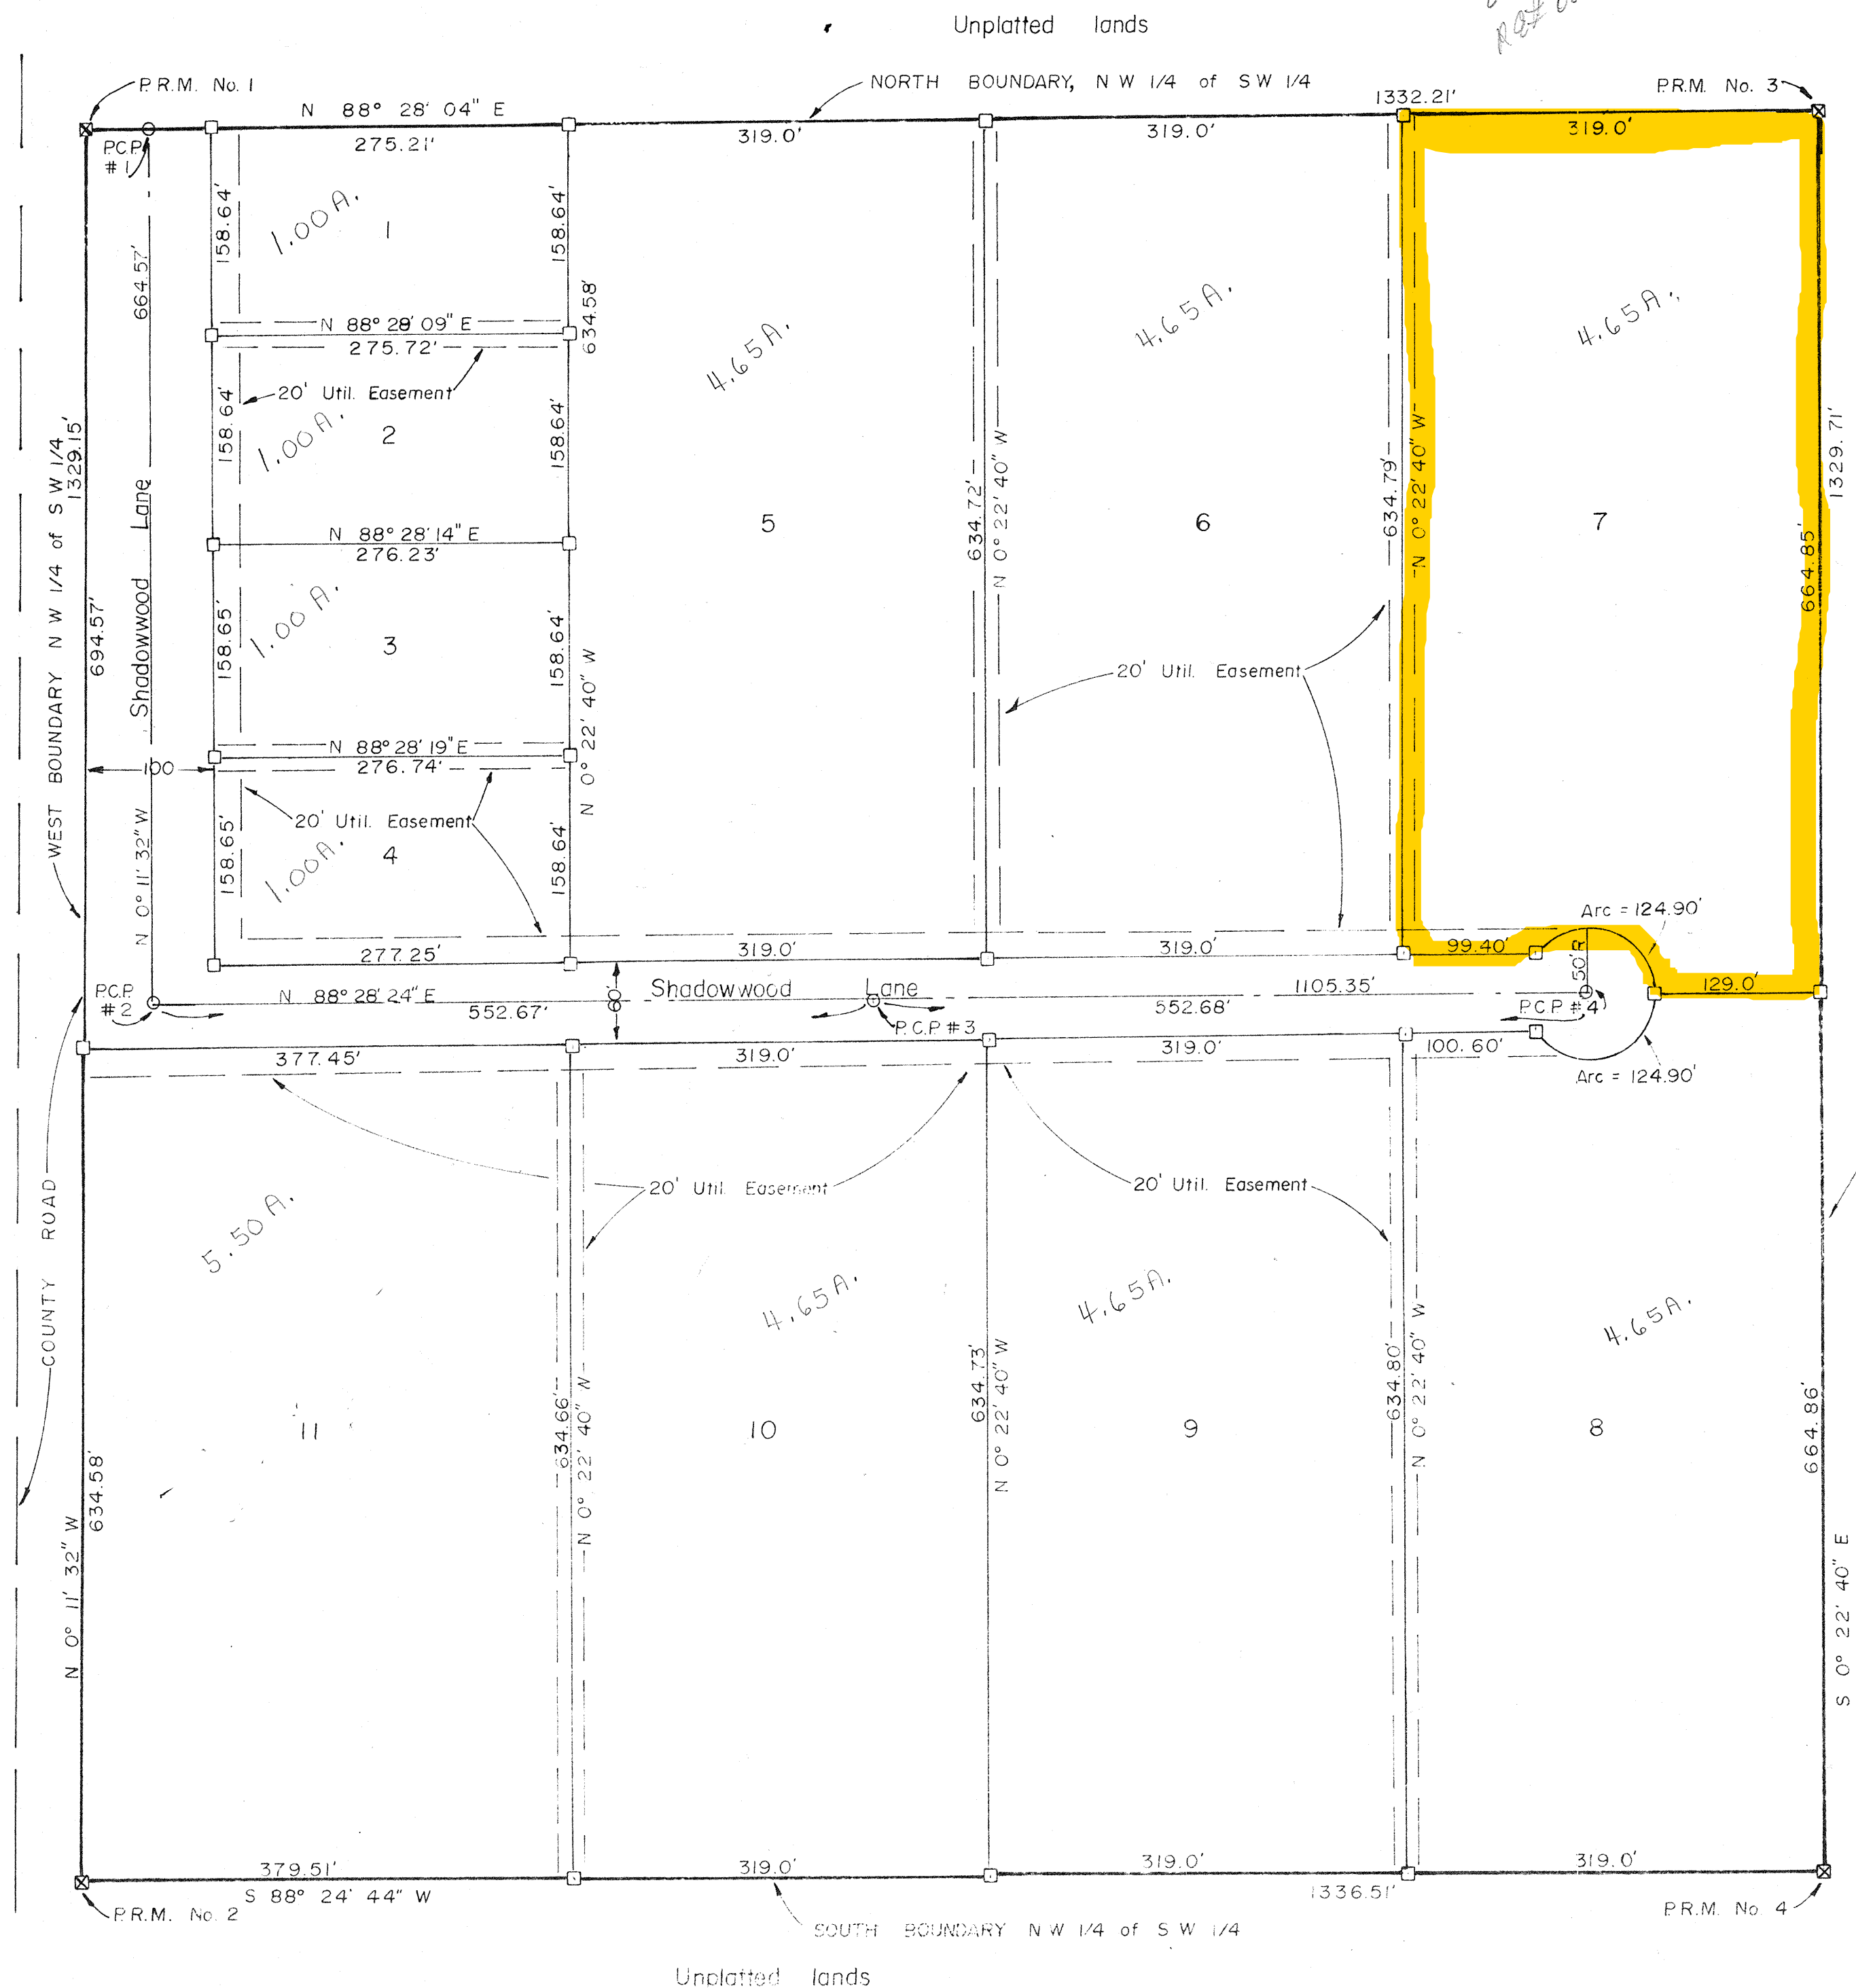 Unplatted lands
P.R.M. No. 1
NORTH BOUNDARY, N W 1/4 of S W 1/4
P.R.M. No. 3
1332.21'
N 88° 28' 04" E
275.21'
319.0'
319.0'
319.0'
P.C.P.
# 1
158.64'
1.00 A.
1
158.64'
664.57'
634.58'
N 88° 28' 09" E
275.72'
20' Util. Easement
158.64'
1.00 A.
2
158.64'
N 88° 28' 14" E
276.23'
158.65'
1.00 A.
3
158.64'
N 88° 28' 19" E
276.74'
100
20' Util. Easement
158.65'
1.00 A.
4
158.64'
277.25'
N 0° 22' 40" W
WEST BOUNDARY N W 1/4 of S W 1/4
1329.15'
694.57'
Shadowwood Lane
N 0° 11' 32" W
4.65 A.
5
634.72'
N 0° 22' 40" W
4.65 A.
6
634.79'
N 0° 22' 40" W
20' Util. Easement
4.65 A.
7
664.85'
1329.71'
319.0'
319.0'
99.40'
Arc = 124.90'
50' R
129.0'
P.C.P.
# 2
N 88° 28' 24" E
552.67'
60'
Shadowwood Lane
P.C.P. # 3
1105.35'
552.68'
P.C.P. # 4
377.45'
319.0'
319.0'
100.60'
Arc = 124.90'
20' Util. Easement
20' Util. Easement
COUNTY ROAD
5.50 A.
11
634.58'
N 0° 11' 32" W
634.66'
N 0° 22' 40" W
4.65 A.
10
634.73'
N 0° 22' 40" W
4.65 A.
9
634.80'
N 0° 22' 40" W
4.65 A.
8
664.86'
S 0° 22' 40" E
379.51'
319.0'
319.0'
319.0'
S 88° 24' 44" W
1336.51'
P.R.M. No. 2
P.R.M. No 4
SOUTH BOUNDARY N W 1/4 of S W 1/4
Unplatted lands